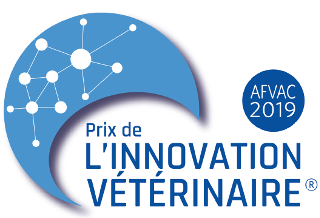 AFVAC
2019
Prix de
L'INNOVATION
VÉTÉRINAIRE®